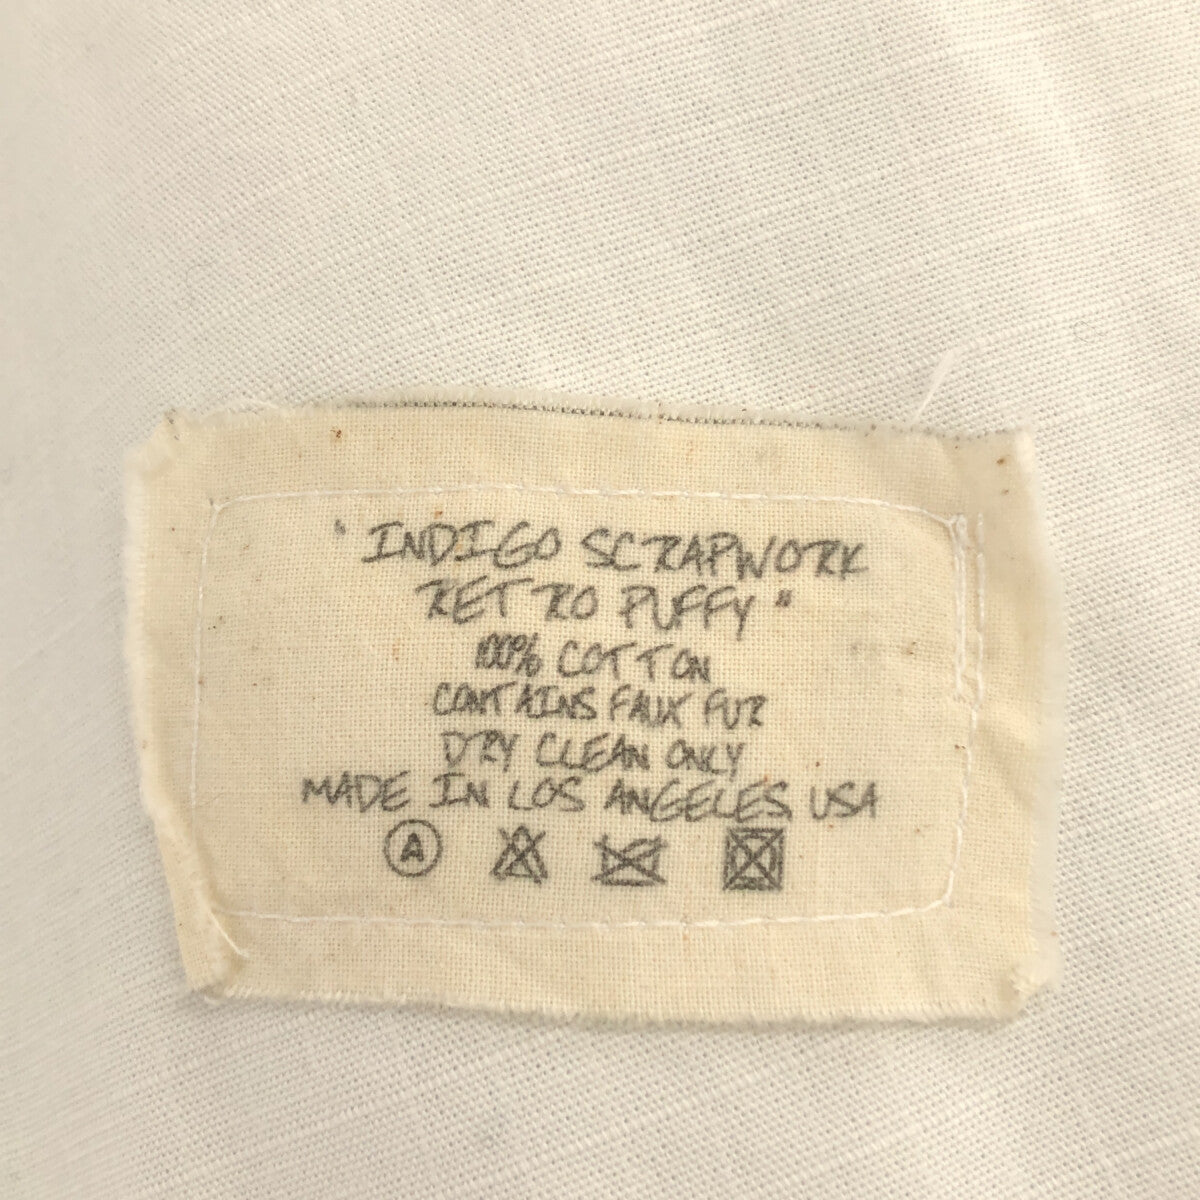 "INDIGO SCRAPWORK
RETRO PUFFY"
100% COTTON
CONTAINS FAUX FUR
DRY CLEAN ONLY
MADE IN LOS ANGELES, USA
A